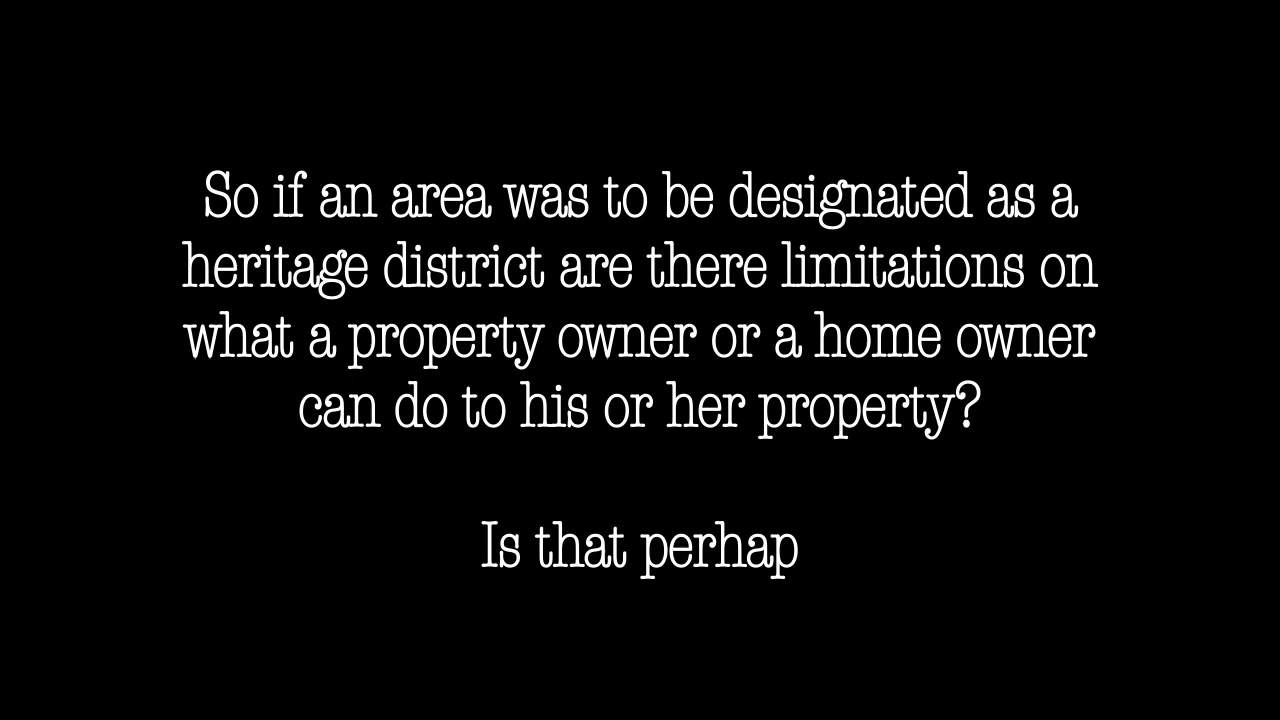 So if an area was to be designated as a
heritage district are there limitations on
what a property owner or a home owner
can do to his or her property?
Is that perhap